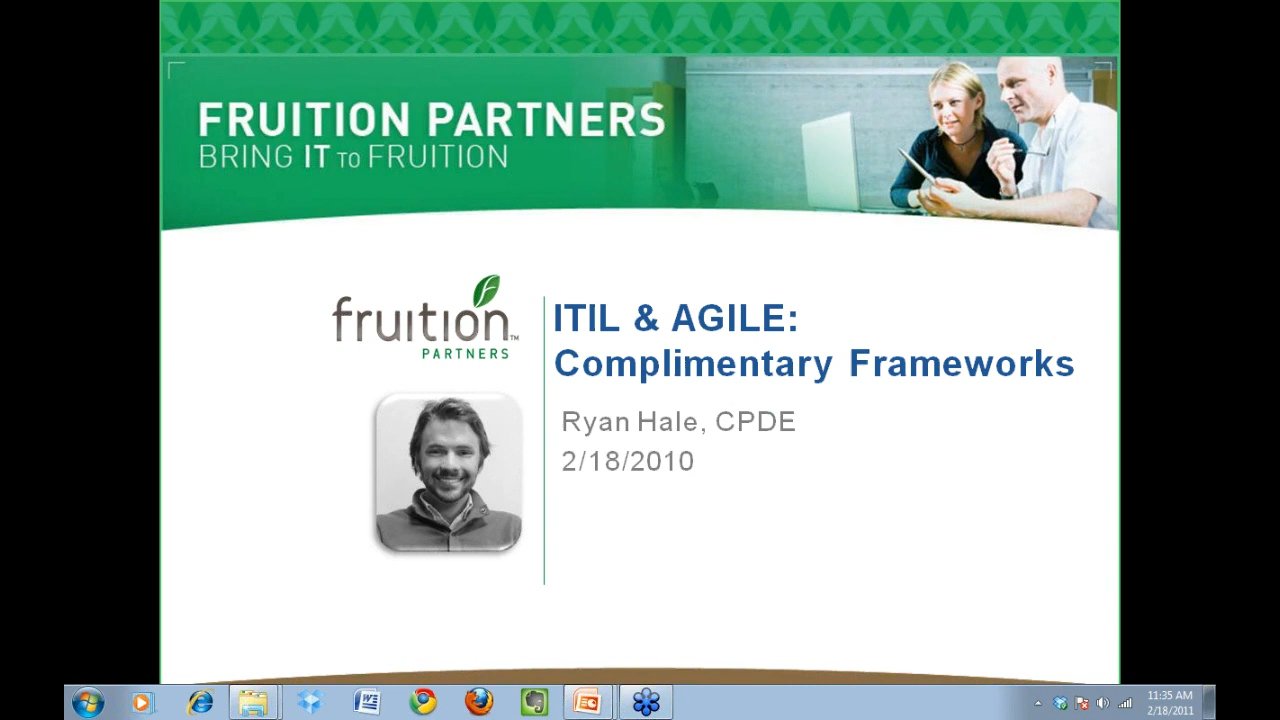 FRUITION PARTNERS
BRING IT TO FRUITION
fruition™
PARTNERS
ITIL & AGILE:
Complimentary Frameworks
Ryan Hale, CPDE
2/18/2010
11:35 AM
2/18/2011